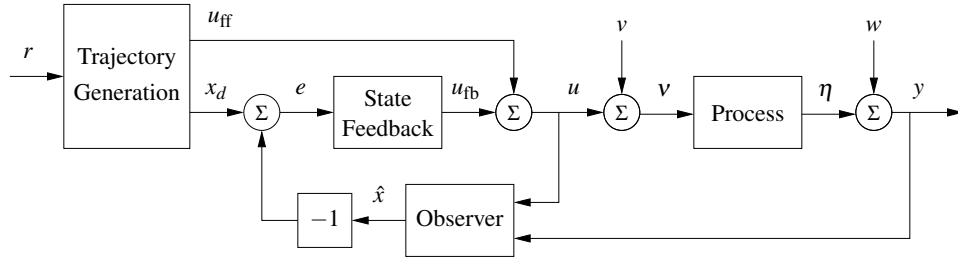 r
Trajectory
Generation
u_ff
x_d
Σ
e
State
Feedback
u_fb
Σ
u
v
Σ
ν
Process
η
w
Σ
y
−1
x̂
Observer